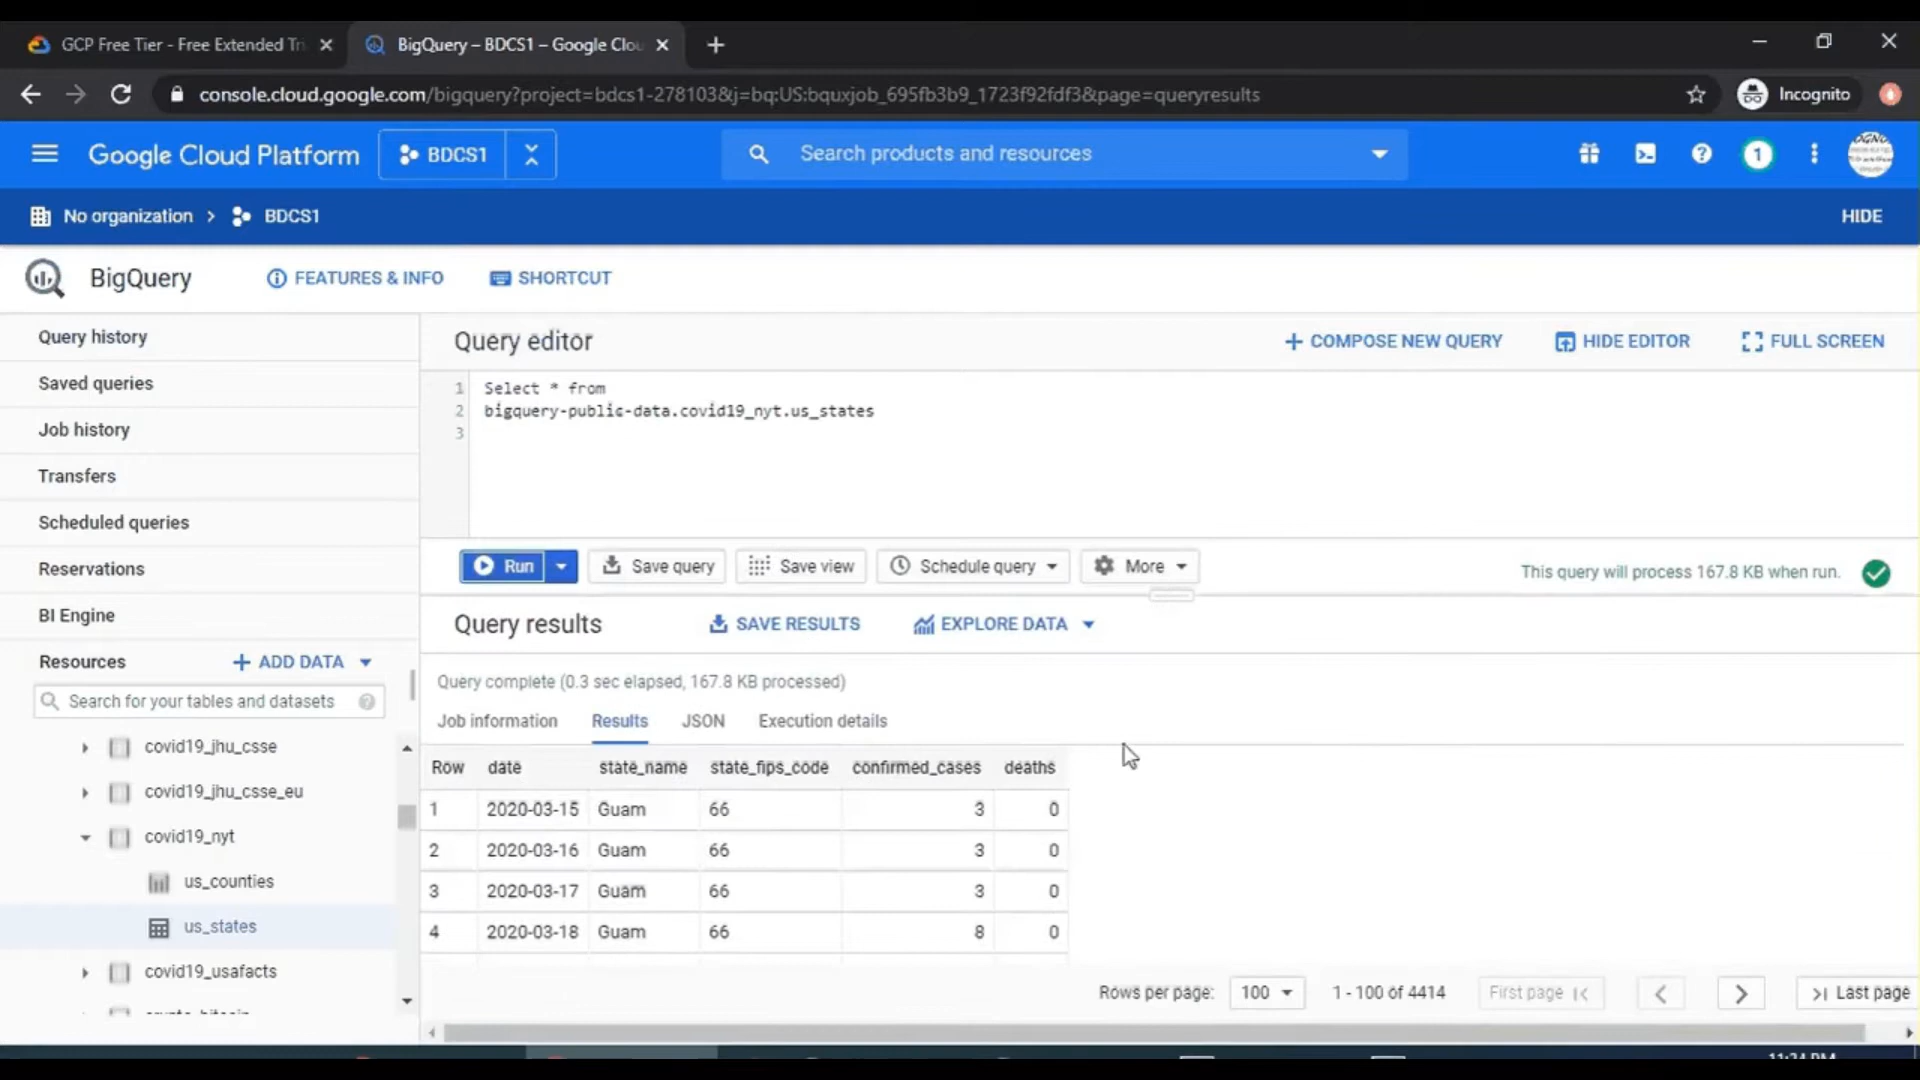 GCP Free Tier - Free Extended Tr
BigQuery – BDCS1 – Google Clou
console.cloud.google.com/bigquery?project=bdcs1-278103&j=bq:US:bquxjob_695fb3b9_1723f92fdf3&page=queryresults
Incognito
Google Cloud Platform
BDCS1
Search products and resources
1
No organization
BDCS1
HIDE
BigQuery
FEATURES & INFO
SHORTCUT
Query history
Saved queries
Job history
Transfers
Scheduled queries
Reservations
BI Engine
Resources
ADD DATA
Search for your tables and datasets
covid19_jhu_csse
covid19_jhu_csse_eu
covid19_nyt
us_counties
us_states
covid19_usafacts
Query editor
COMPOSE NEW QUERY
HIDE EDITOR
FULL SCREEN
1 Select * from
2 bigquery-public-data.covid19_nyt.us_states
3
Run
Save query
Save view
Schedule query
More
This query will process 167.8 KB when run.
Query results
SAVE RESULTS
EXPLORE DATA
Query complete (0.3 sec elapsed, 167.8 KB processed)
Job information Results JSON Execution details
Row date state_name state_fips_code confirmed_cases deaths
1 2020-03-15 Guam 66 3 0
2 2020-03-16 Guam 66 3 0
3 2020-03-17 Guam 66 3 0
4 2020-03-18 Guam 66 8 0
Rows per page: 100 1 - 100 of 4414 First page Last page